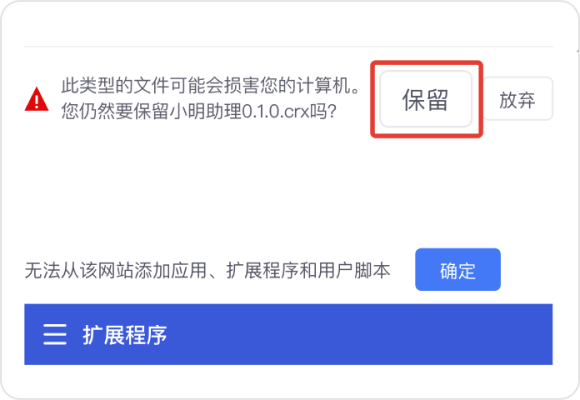 此类型的文件可能会损害您的计算机。
您仍然要保留小明助理0.1.0.crx吗?
保留
放弃
无法从该网站添加应用、扩展程序和用户脚本
确定
扩展程序